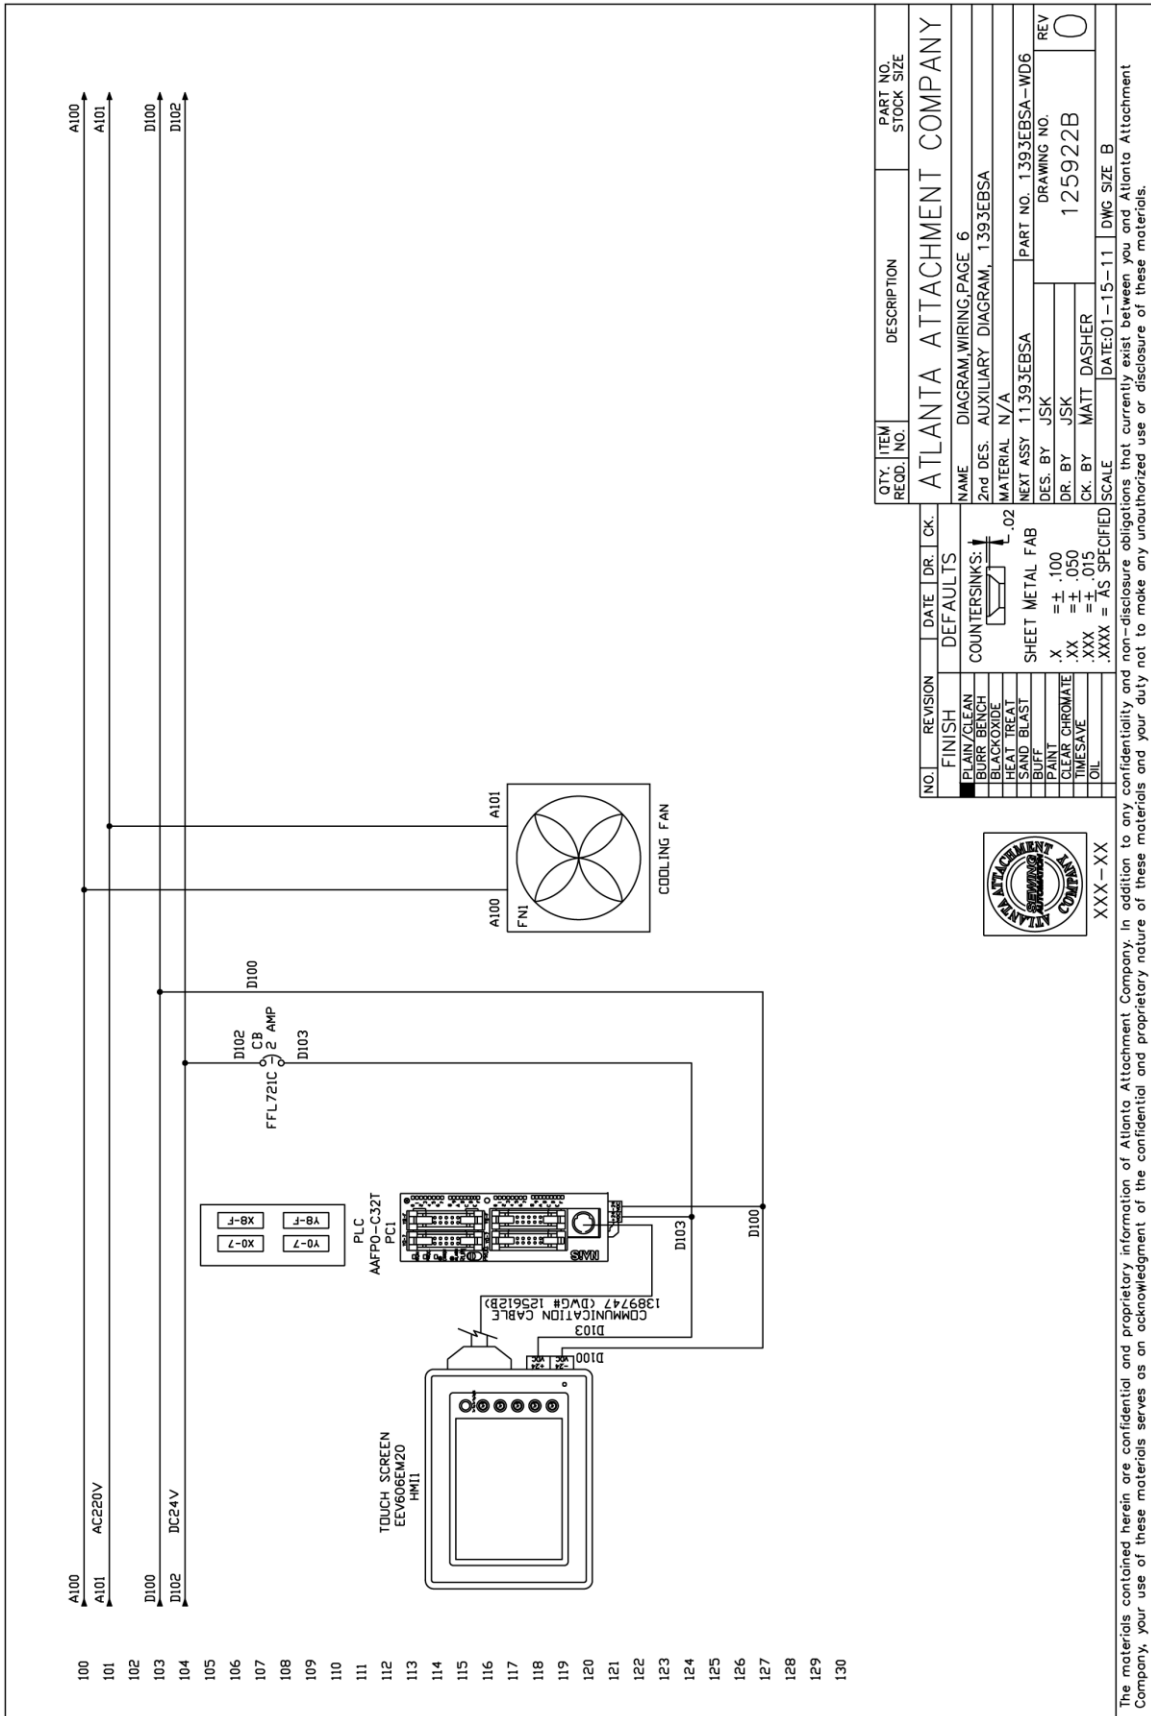 A100
A101
AC220V
D100
D102
DC24V
A100
A101
D100
D102
100
101
102
103
104
105
106
107
108
109
110
111
112
113
114
115
116
117
118
119
120
121
122
123
124
125
126
127
128
129
130
TOUCH SCREEN
EEV606EM20
HMI1
+24
VDC
-24
VDC
D100
D103
COMMUNICATION CABLE
1389747 (DWG# 125612B)
X0-7
X8-F
Y0-7
Y8-F
PLC
AAFPO-C32T
PC1
NAIS
D103
D100
D102
CB
FFL721C - 2 AMP
D103
D100
A100
A101
FN1
COOLING FAN
ATLANTA ATTACHMENT
COMPANY
SEWING
AUTOMATION
XXX-XX
NO. REVISION DATE DR. CK.
FINISH
PLAIN/CLEAN
BURR BENCH
BLACKOXIDE
HEAT TREAT
SAND BLAST
BUFF
PAINT
CLEAR CHROMATE
TIMESAVE
OIL
DEFAULTS
COUNTERSINKS:
.02
SHEET METAL FAB
.X =± .100
.XX =± .050
.XXX =± .015
.XXXX = AS SPECIFIED
QTY. REQD. ITEM NO. DESCRIPTION PART NO. STOCK SIZE
ATLANTA ATTACHMENT COMPANY
NAME DIAGRAM,WIRING,PAGE 6
2nd DES. AUXILIARY DIAGRAM, 1393EBSA
MATERIAL N/A
NEXT ASSY 11393EBSA PART NO. 1393EBSA-WD6
DES. BY JSK
DR. BY JSK
CK. BY MATT DASHER
DRAWING NO.
125922B
REV
0
SCALE DATE:01-15-11 DWG SIZE B
The materials contained herein are confidential and proprietary information of Atlanta Attachment Company. In addition to any confidentiality and non-disclosure obligations that currently exist between you and Atlanta Attachment
Company, your use of these materials serves as an acknowledgment of the confidential and proprietary nature of these materials and your duty not to make any unauthorized use or disclosure of these materials.